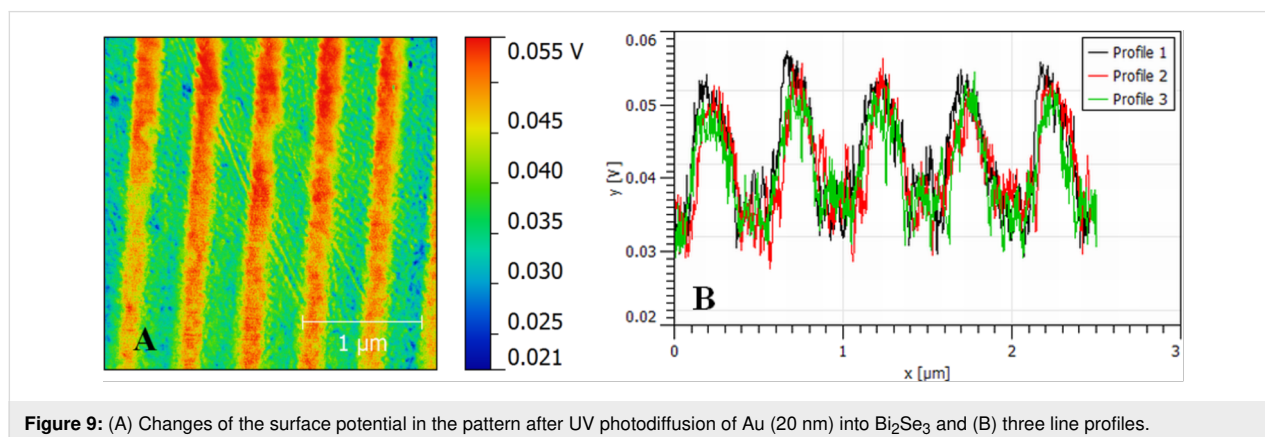 0.055 V
0.045
0.040
0.035
0.030
0.025
0.021
A
1 µm
0.06
0.05
0.04
0.03
0.02
y [V]
Profile 1
Profile 2
Profile 3
B
0 1 2 3
x [µm]
Figure 9: (A) Changes of the surface potential in the pattern after UV photodiffusion of Au (20 nm) into Bi₂Se₃ and (B) three line profiles.